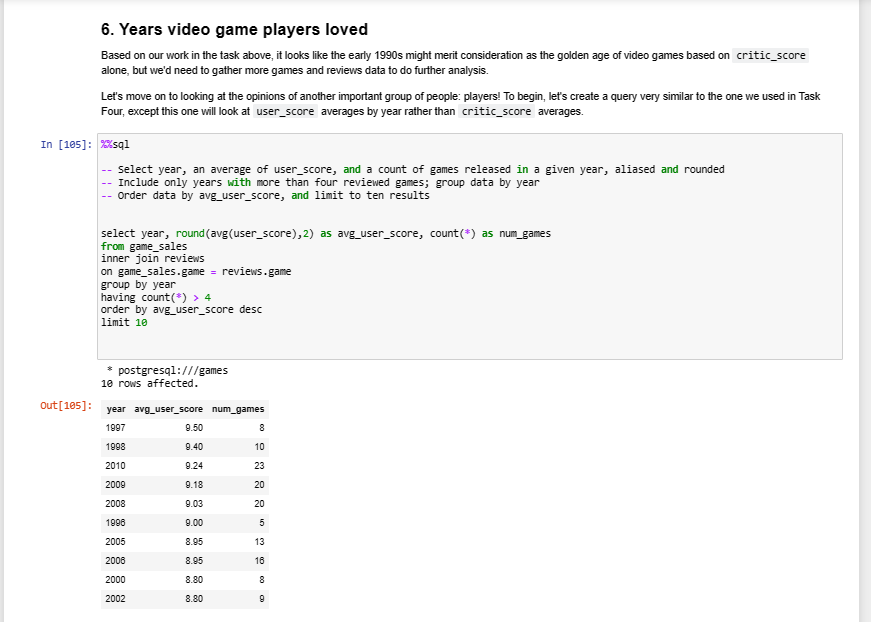 6. Years video game players loved
Based on our work in the task above, it looks like the early 1990s might merit consideration as the golden age of video games based on critic_score
alone, but we'd need to gather more games and reviews data to do further analysis.
Let's move on to looking at the opinions of another important group of people: players! To begin, let's create a query very similar to the one we used in Task
Four, except this one will look at user_score averages by year rather than critic_score averages.
In [105]: %%sql
-- Select year, an average of user_score, and a count of games released in a given year, aliased and rounded
-- Include only years with more than four reviewed games; group data by year
-- Order data by avg_user_score, and limit to ten results
select year, round(avg(user_score),2) as avg_user_score, count(*) as num_games
from game_sales
inner join reviews
on game_sales.game = reviews.game
group by year
having count(*) > 4
order by avg_user_score desc
limit 10
* postgresql:///games
10 rows affected.
Out[105]: year avg_user_score num_games
1997 9.50 8
1998 9.40 10
2010 9.24 23
2009 9.18 20
2008 9.03 20
1996 9.00 5
2005 8.95 13
2006 8.95 16
2000 8.80 8
2002 8.80 9